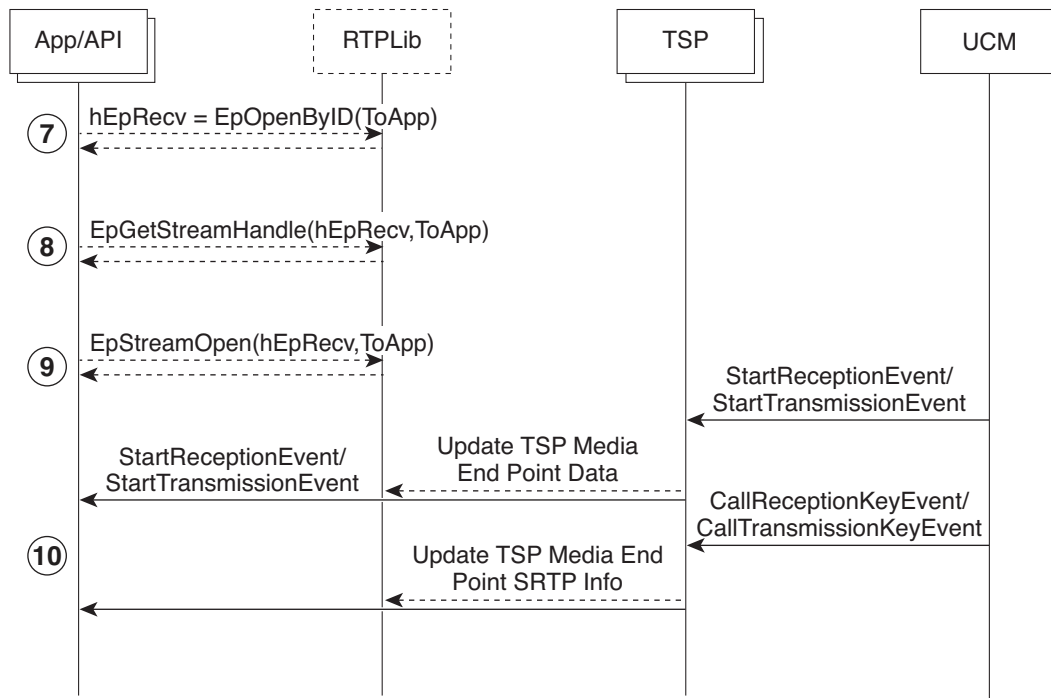 App/API
RTPLib
TSP
UCM
7
hEpRecv = EpOpenByID(ToApp)
8
EpGetStreamHandle(hEpRecv,ToApp)
9
EpStreamOpen(hEpRecv,ToApp)
StartReceptionEvent/
StartTransmissionEvent
Update TSP Media
End Point Data
StartReceptionEvent/
StartTransmissionEvent
CallReceptionKeyEvent/
CallTransmissionKeyEvent
10
Update TSP Media End
Point SRTP Info